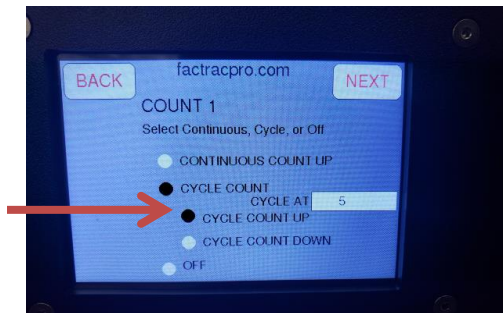 factracpro.com
BACK
NEXT
COUNT 1
Select Continuous, Cycle, or Off
CONTINUOUS COUNT UP
CYCLE COUNT
CYCLE AT 5
CYCLE COUNT UP
CYCLE COUNT DOWN
OFF